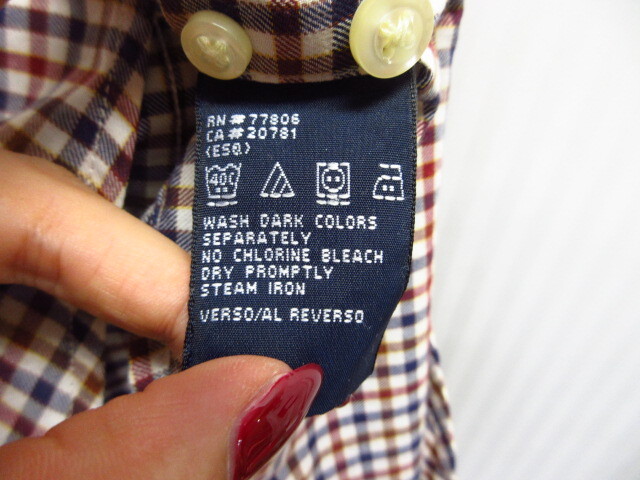 RN#77806
CA#20781
(ESQ)
40C
WASH DARK COLORS
SEPARATELY
NO CHLORINE BLEACH
DRY PROMPTLY
STEAM IRON
VERSO/AL REVERSO